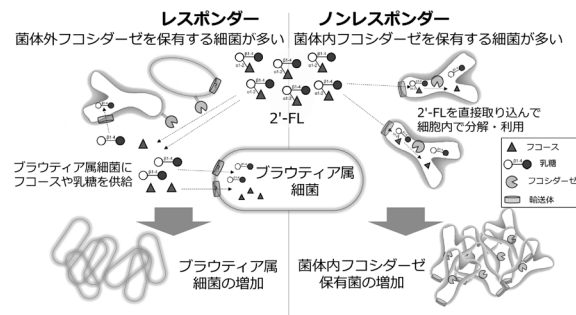 レスポンダー
菌体外フコシダーゼを保有する細菌が多い
ノンレスポンダー
菌体内フコシダーゼを保有する細菌が多い
2'-FL
2'-FLを直接取り込んで
細胞内で分解・利用
ブラウティア属細菌に
フコースや乳糖を供給
ブラウティア属
細菌
フコース
乳糖
フコシダーゼ
輸送体
ブラウティア属
細菌の増加
菌体内フコシダーゼ
保有菌の増加